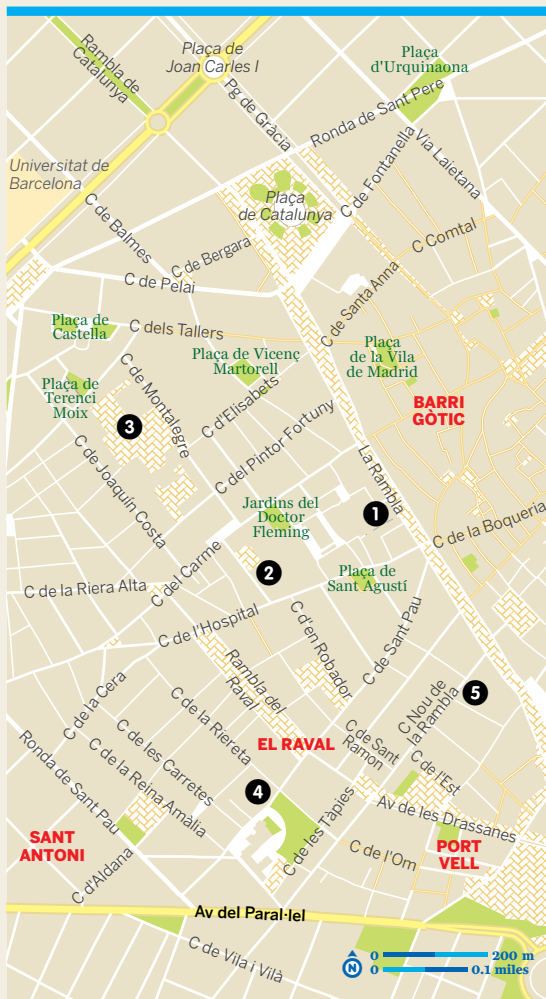 Rambla de
Catalunya
Plaça de
Joan Carles I
Plaça
d'Urquinaona
Pg de Gràcia
Ronda de Sant Pere
Via Laietana
C de Fontanella
Universitat de
Barcelona
Plaça
de Catalunya
C de Balmes
C de Bergara
C Comtal
C de Pelai
C de Santa Anna
Plaça de
Castella
C dels Tallers
Plaça de Vicenç
Martorell
Plaça
de la Vila
de Madrid
C de Montalegre
Plaça de
Terenci
Moix
C d'Elisabets
BARRI
GÒTIC
3
C del Pintor Fortuny
C de Joaquín Costa
La Rambla
Jardins del
Doctor
Fleming
1
C de la Boqueria
C del Carme
2
Plaça de
Sant Agustí
C de la Riera Alta
C de l'Hospital
C d'en Robador
C de Sant Pau
Rambla del
Raval
C de la Cera
C de la Riereta
5
C Nou de
la Rambla
EL RAVAL
C de Sant
Ramon
C de l'Est
C de les Carretes
C de la Reina Amàlia
Ronda de Sant Pau
4
Av de les Drassanes
C de les Tàpies
SANT
ANTONI
C de l'Om
PORT
VELL
C d'Aldana
Av del Paral·lel
C de Vila i Vilà
N
0 200 m
0 0.1 miles